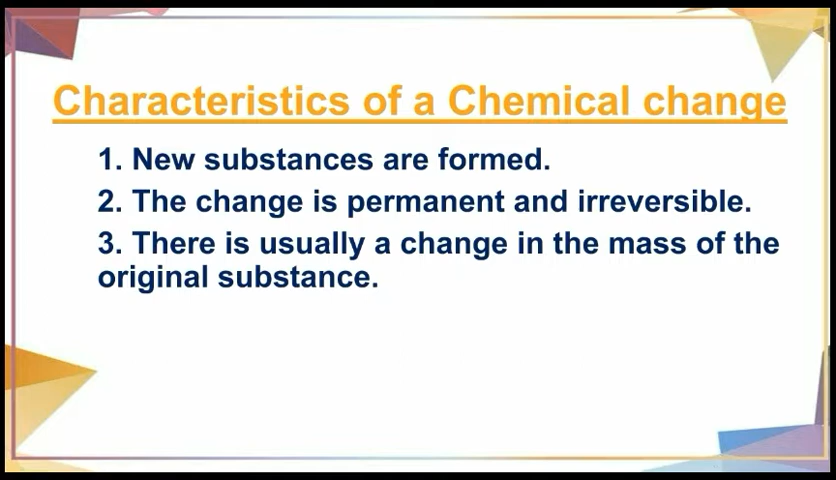 Characteristics of a Chemical change
1. New substances are formed.
2. The change is permanent and irreversible.
3. There is usually a change in the mass of the
original substance.